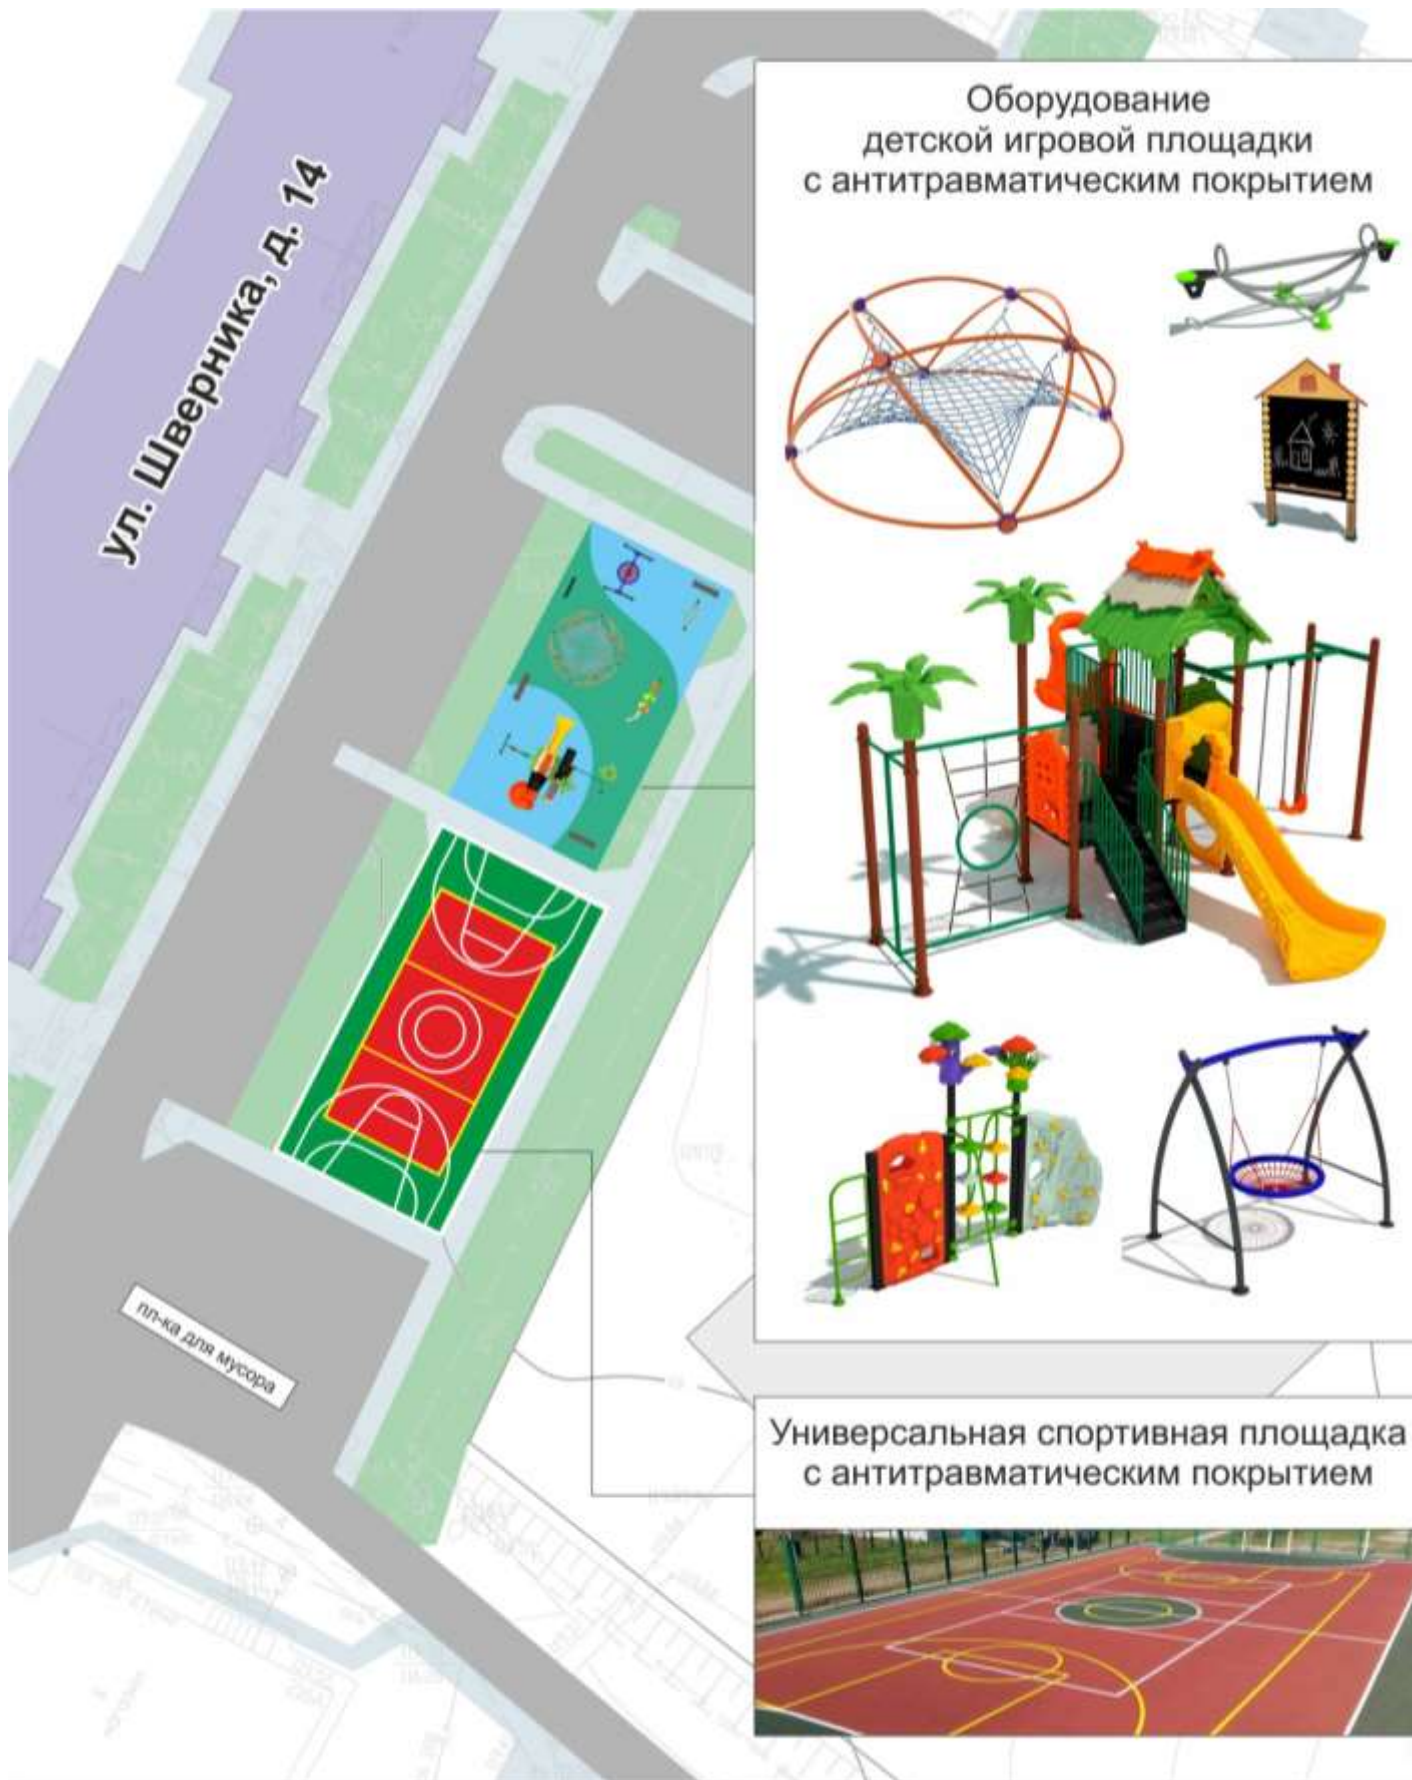 ул. Шверника, д. 14
Оборудование
детской игровой площадки
с антитравматическим покрытием
пл-ка для мусора
Универсальная спортивная площадка
с антитравматическим покрытием